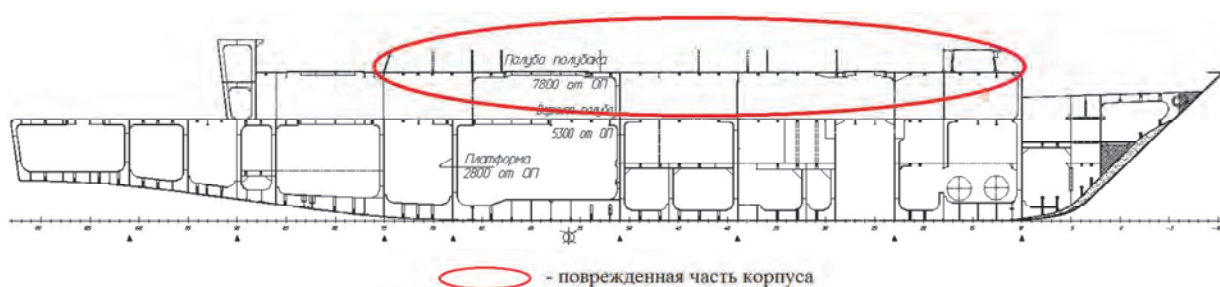 Палуба полубака
7800 от ОП
Верхняя палуба
5300 от ОП
Платформа
2800 от ОП
- поврежденная часть корпуса